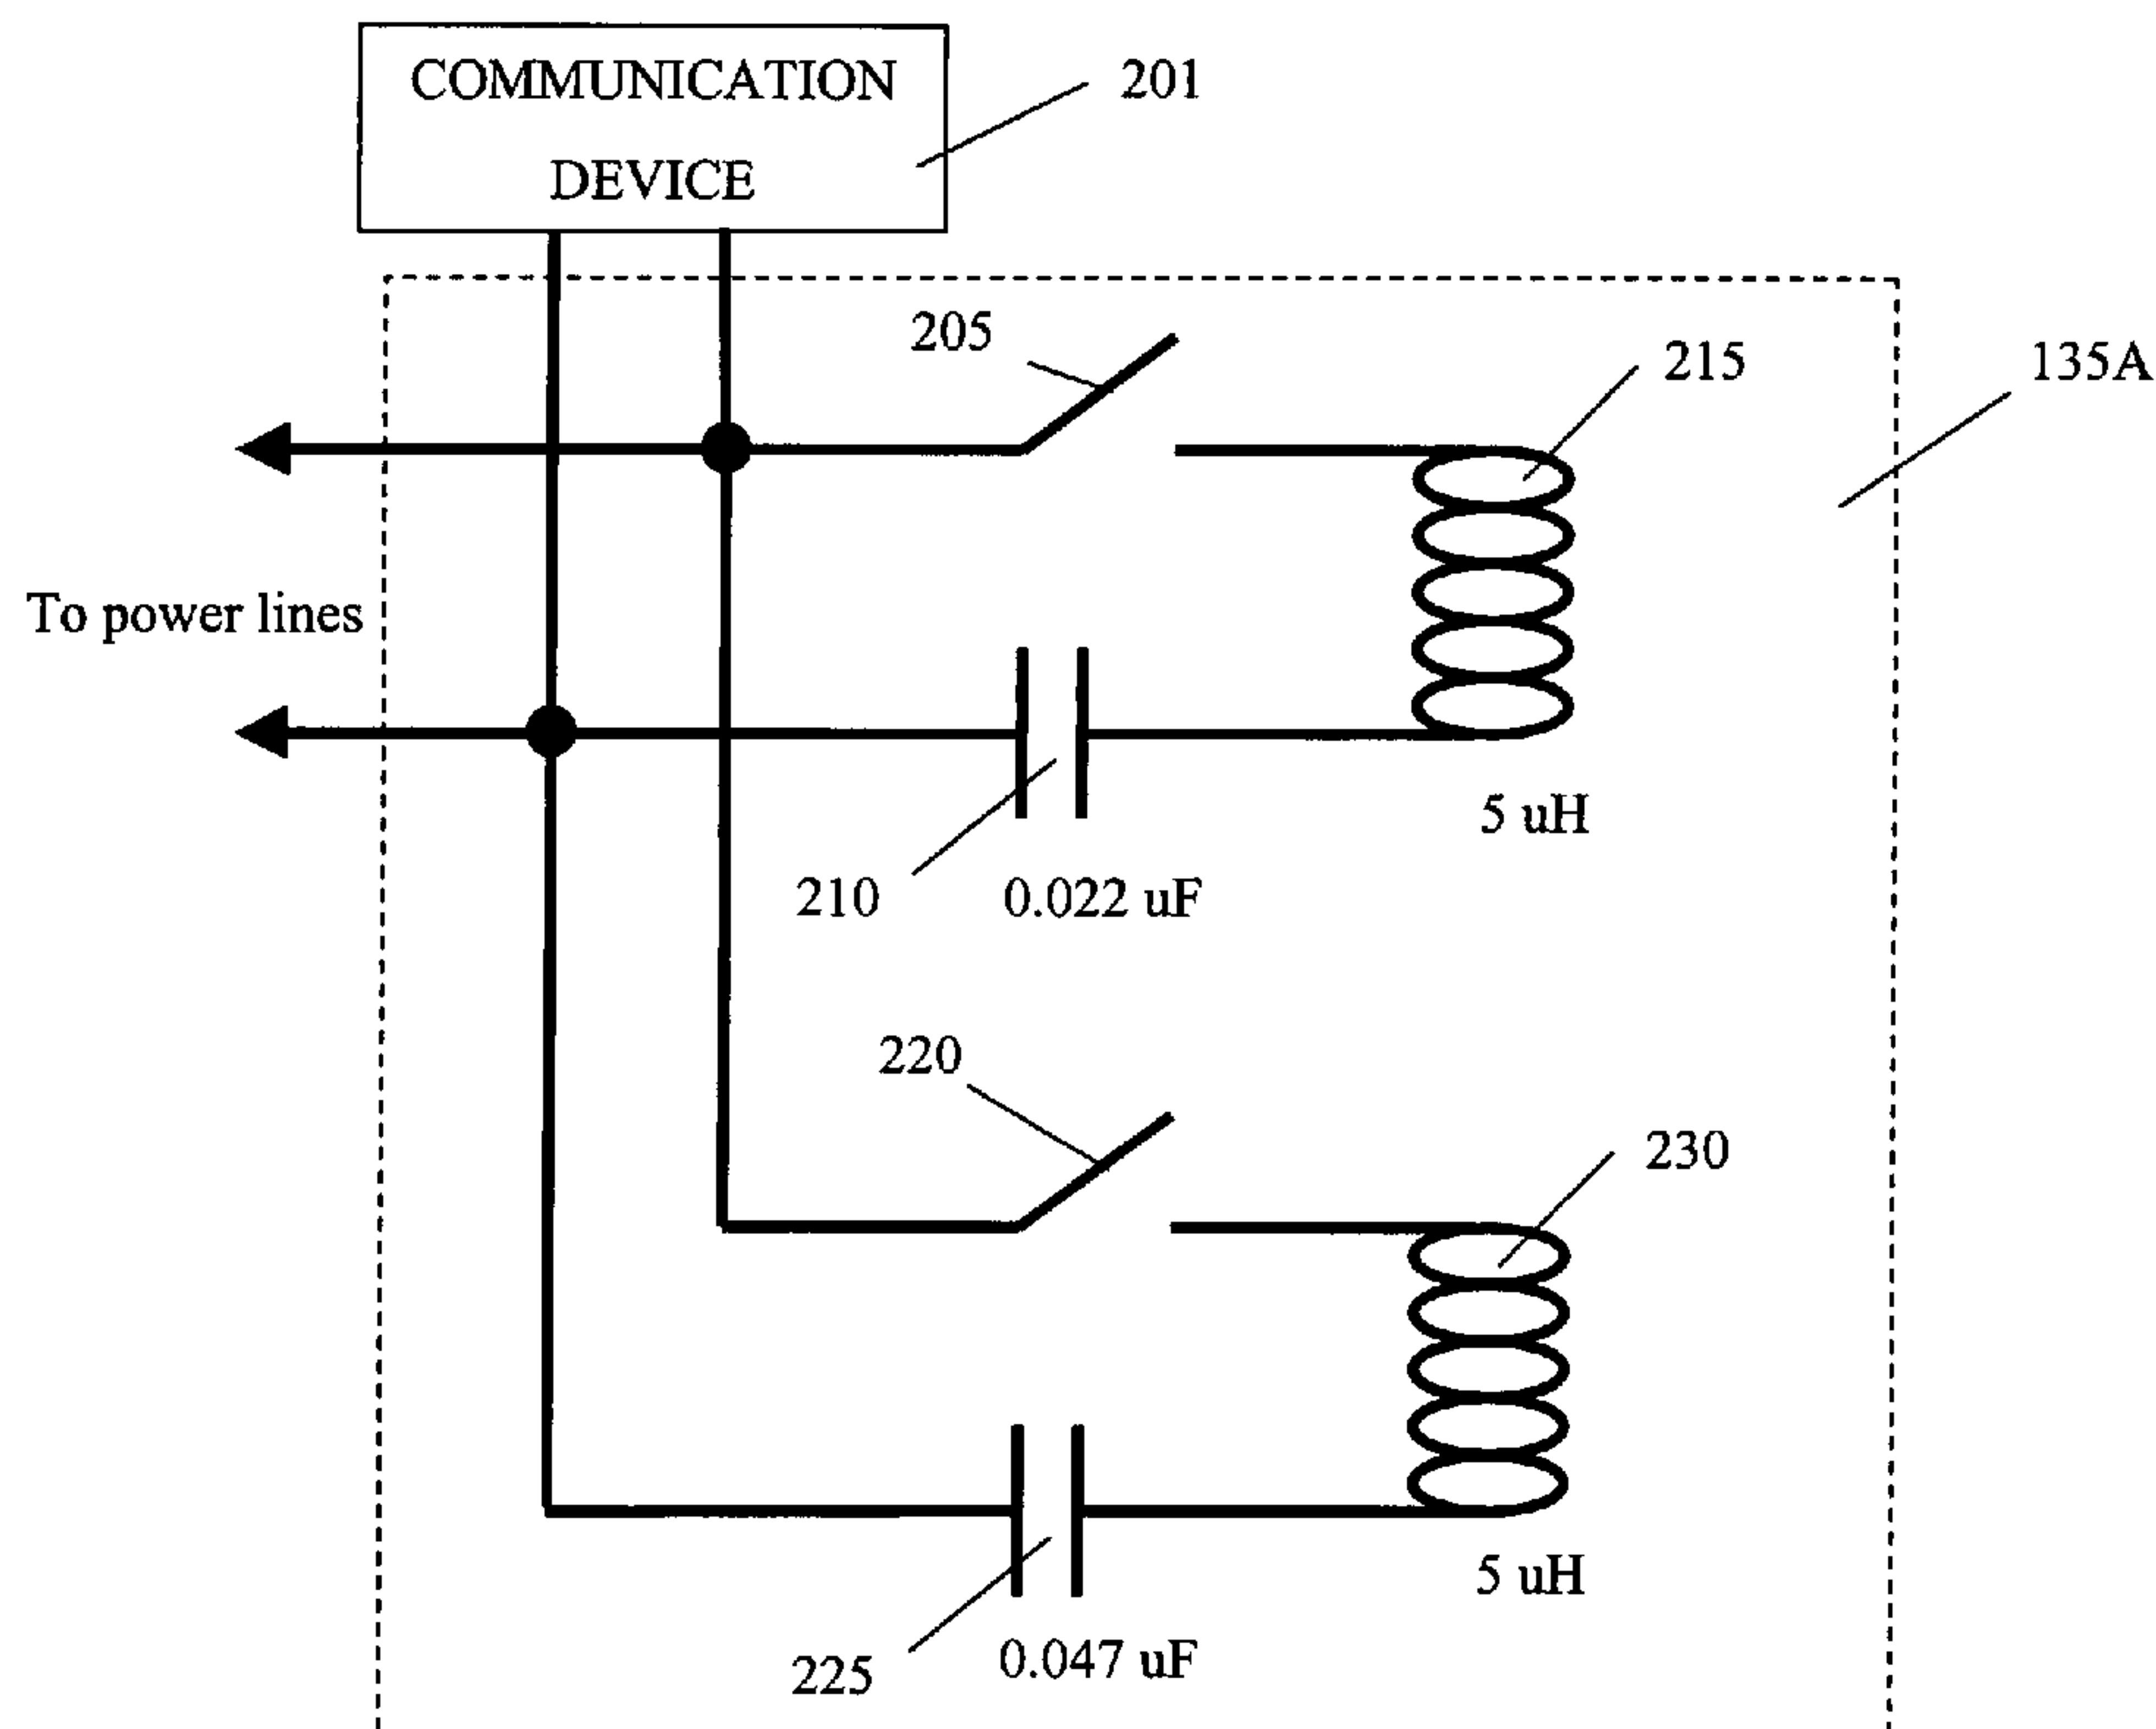 COMMUNICATION
DEVICE
201
205
215
135A
To power lines
5 uH
210
0.022 uF
220
230
5 uH
225
0.047 uF